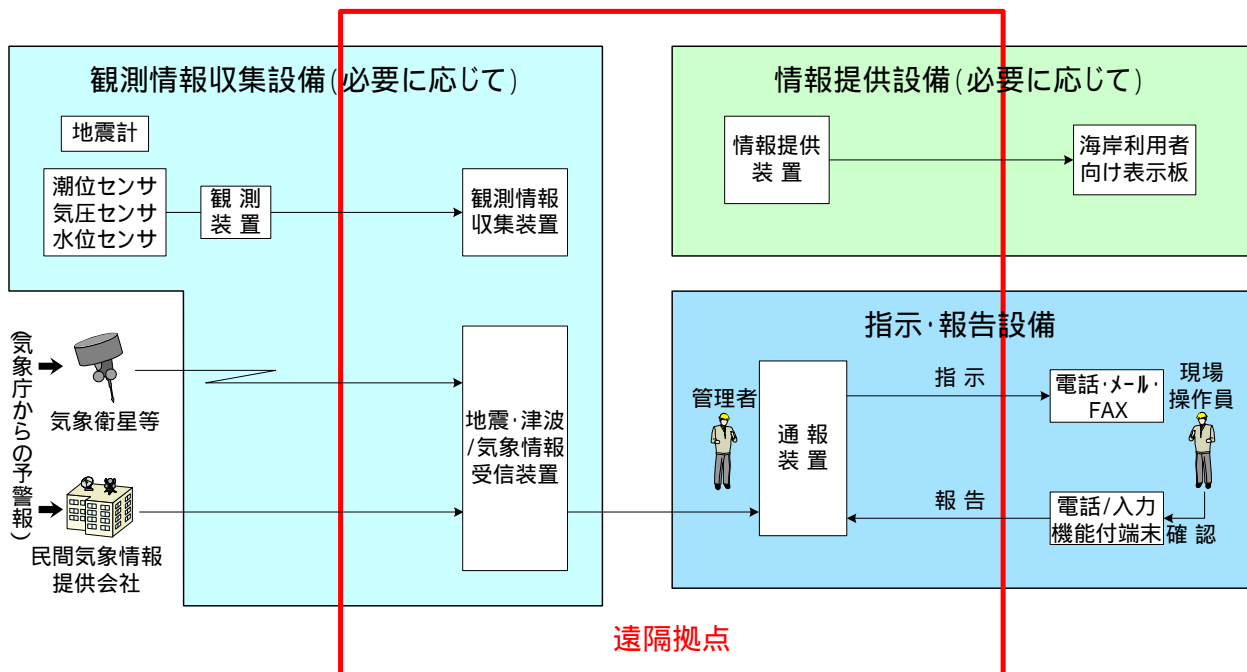 観測情報収集設備(必要に応じて)
地震計
潮位センサ
気圧センサ
水位センサ
観測
装置
観測情報
収集装置
(気象庁からの予警報)
気象衛星等
民間気象情報
提供会社
地震・津波
/気象情報
受信装置
情報提供設備(必要に応じて)
情報提供
装置
海岸利用者
向け表示板
指示・報告設備
管理者
通報
装置
指示
電話・メール・
FAX
現場
操作員
報告
電話/入力
機能付端末
確認
遠隔拠点